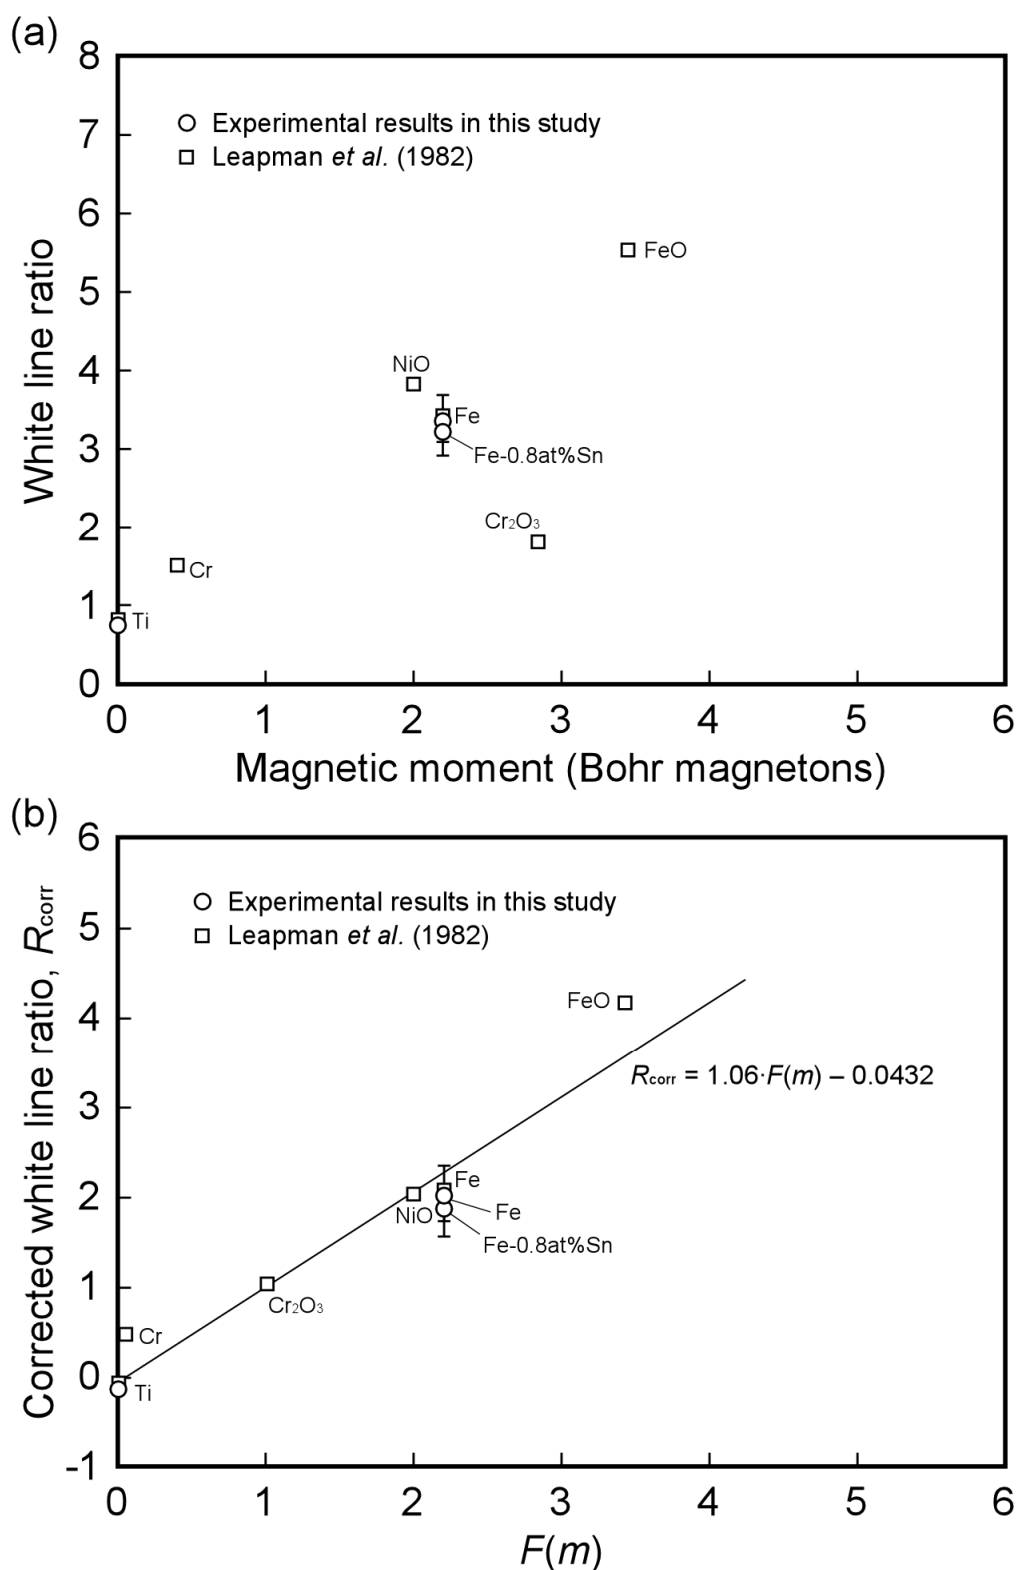 (a)
8
7
6
5
4
3
2
1
0
White line ratio
Experimental results in this study
Leapman et al. (1982)
FeO
NiO
Fe
Fe-0.8at%Sn
Cr₂O₃
Cr
Ti
0 1 2 3 4 5 6
Magnetic moment (Bohr magnetons)
(b)
6
5
4
3
2
1
0
-1
Corrected white line ratio, Rcorr
Experimental results in this study
Leapman et al. (1982)
FeO
Rcorr = 1.06·F(m) – 0.0432
Fe
NiO
Fe
Fe-0.8at%Sn
Cr₂O₃
Cr
Ti
0 1 2 3 4 5 6
F(m)